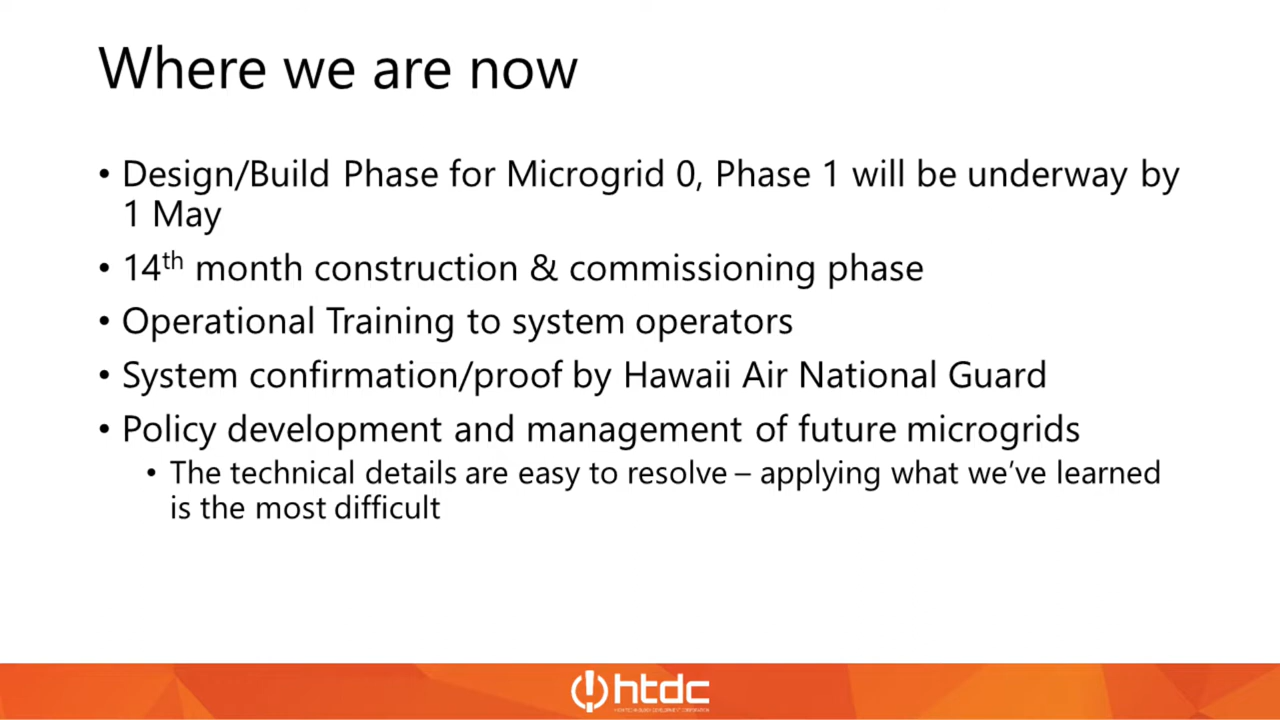 Where we are now
• Design/Build Phase for Microgrid 0, Phase 1 will be underway by
1 May
• 14th month construction & commissioning phase
• Operational Training to system operators
• System confirmation/proof by Hawaii Air National Guard
• Policy development and management of future microgrids
• The technical details are easy to resolve – applying what we've learned
is the most difficult
htdc